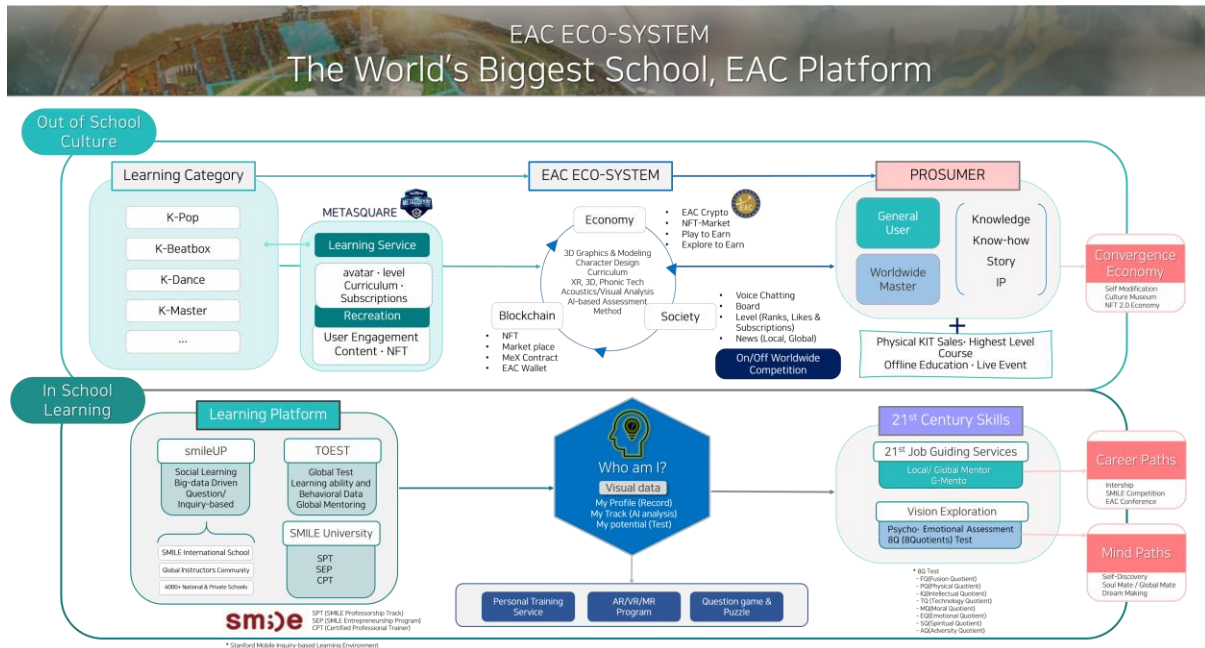 EAC ECO-SYSTEM
The World's Biggest School, EAC Platform
Out of School
Culture
Learning Category
K-Pop
K-Beatbox
K-Dance
K-Master
...
METASQUARE
Learning Service
avatar · level
Curriculum ·
Subscriptions
Recreation
User Engagement
Content · NFT
EAC ECO-SYSTEM
Economy
• EAC Crypto
• NFT-Market
• Play to Earn
• Explore to Earn
EAC
3D Graphics & Modeling
Character Design
Curriculum
XR, 3D, Phonic Tech
Acoustics/Visual Analysis
AI-based Assessment
Method
Blockchain
• NFT
• Market place
• MeX Contract
• EAC Wallet
Society
• Voice Chatting
• Board
• Level (Ranks, Likes &
Subscriptions)
• News (Local, Global)
On/Off Worldwide
Competition
PROSUMER
General
User
Worldwide
Master
Knowledge
Know-how
Story
IP
+
Physical KIT Sales· Highest Level
Course
Offline Education · Live Event
Convergence
Economy
Self Modification
Culture Museum
NFT 2.0 Economy
In School
Learning
Learning Platform
smileUP
Social Learning
Big-data Driven
Question/
Inquiry-based
SMILE International School
Global Instructors Community
4000+ National & Private Schools
TOEST
Global Test
Learning ability and
Behavioral Data
Global Mentoring
SMILE University
SPT
SEP
CPT
smile
SPT (SMILE Professorship Track)
SEP (SMLE Entrepreneurship Program)
CPT (Certified Professional Trainer)
* Stanford Mobile Inquiry-based Learning Environment
Who am I?
Visual data
My Profile (Record)
My Track (AI analysis)
My potential (Test)
Personal Training
Service
AR/VR/MR
Program
Question game &
Puzzle
21st Century Skills
21st Job Guiding Services
Local/ Global Mentor
G-Mento
Vision Exploration
Psycho- Emotional Assessment
8Q (8Quotients) Test
* 8Q Test
- FQ(Fusion Quotient)
- PQ(Physical Quotient)
- IQ(Intellectual Quotient)
- TQ (Technology Quotient)
- MQ(Moral Quotient)
- EQ(Emotional Quotient)
- SQ(Spiritual Quotient)
- AQ(Adversity Quotient)
Career Paths
Intership
SMILE Competition
EAC Conference
Mind Paths
Self-Discovery
Soul Mate / Global Mate
Dream Making